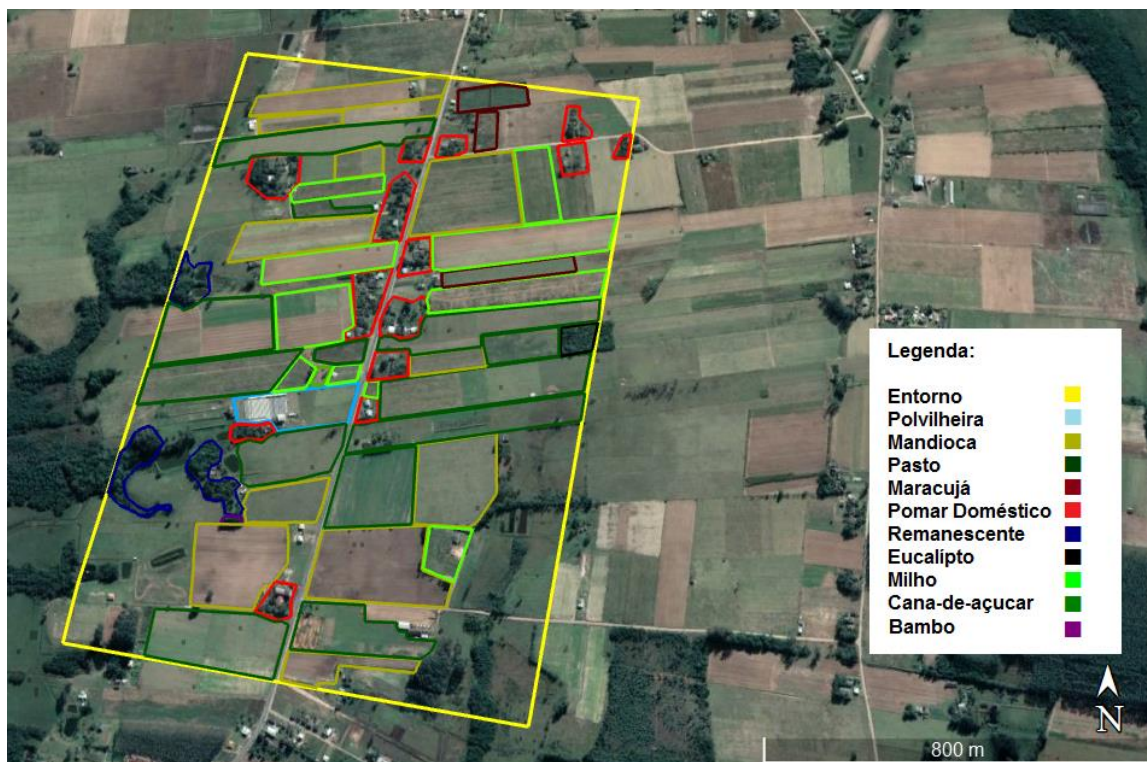 Legenda:
Entorno
Polvilheira
Mandioca
Pasto
Maracujá
Pomar Doméstico
Remanescente
Eucalípto
Milho
Cana-de-açucar
Bambo
N
800 m